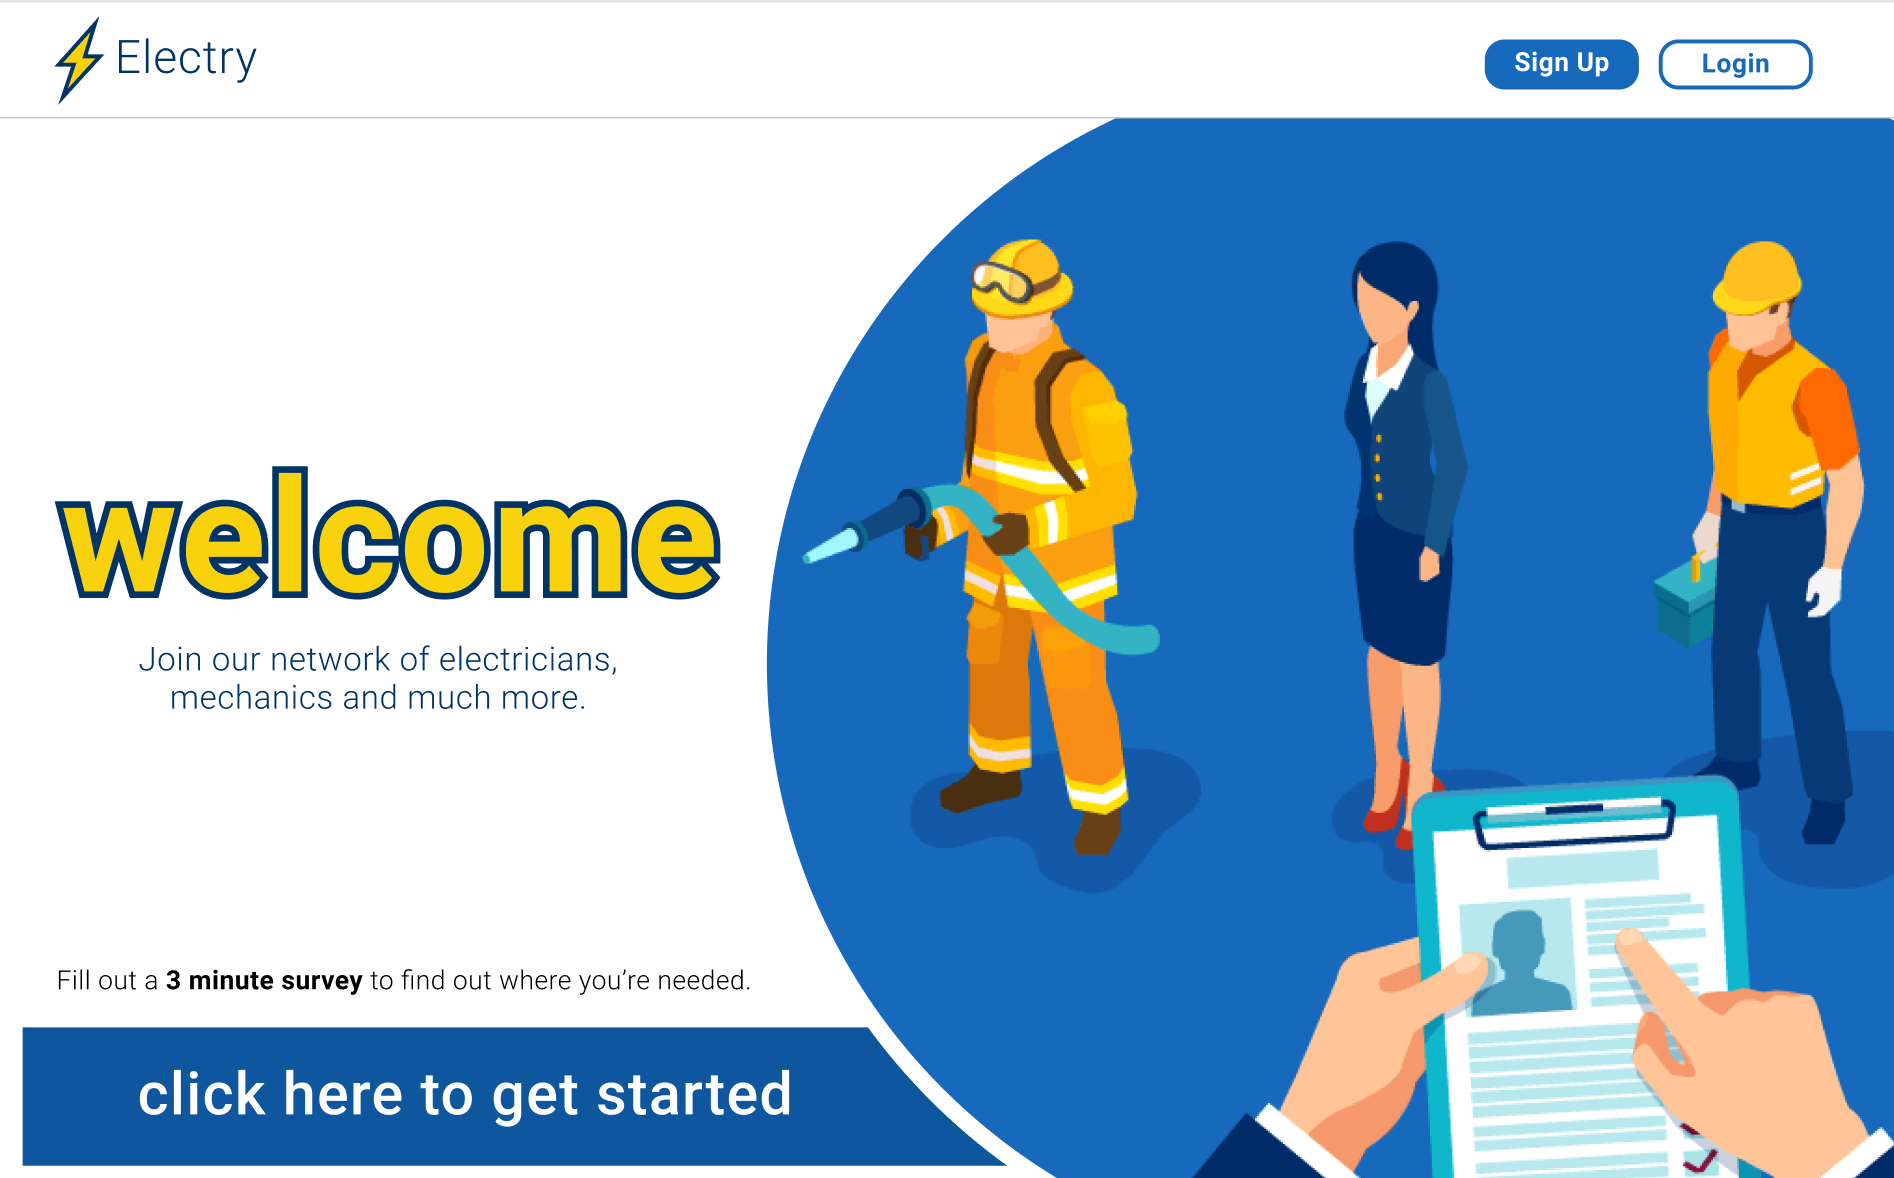 Electry
Sign Up
Login
welcome
Join our network of electricians,
mechanics and much more.
Fill out a 3 minute survey to find out where you’re needed.
click here to get started